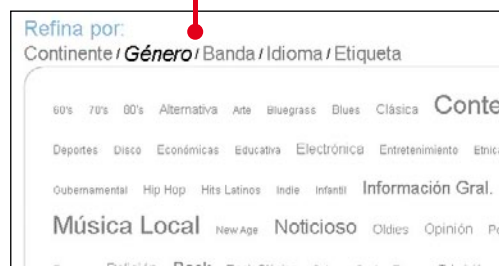 Refina por:
Continente / Género / Banda / Idioma / Etiqueta
60's 70's 80's Alternativa Arte Bluegrass Blues Clásica Conte
Deportes Disco Económicas Educativa Electrónica Entretenimiento Etnica
Gubernamental Hip Hop Hits Latinos Indie Infantil Información Gral.
Música Local New Age Noticioso Oldies Opinión Po
Rock